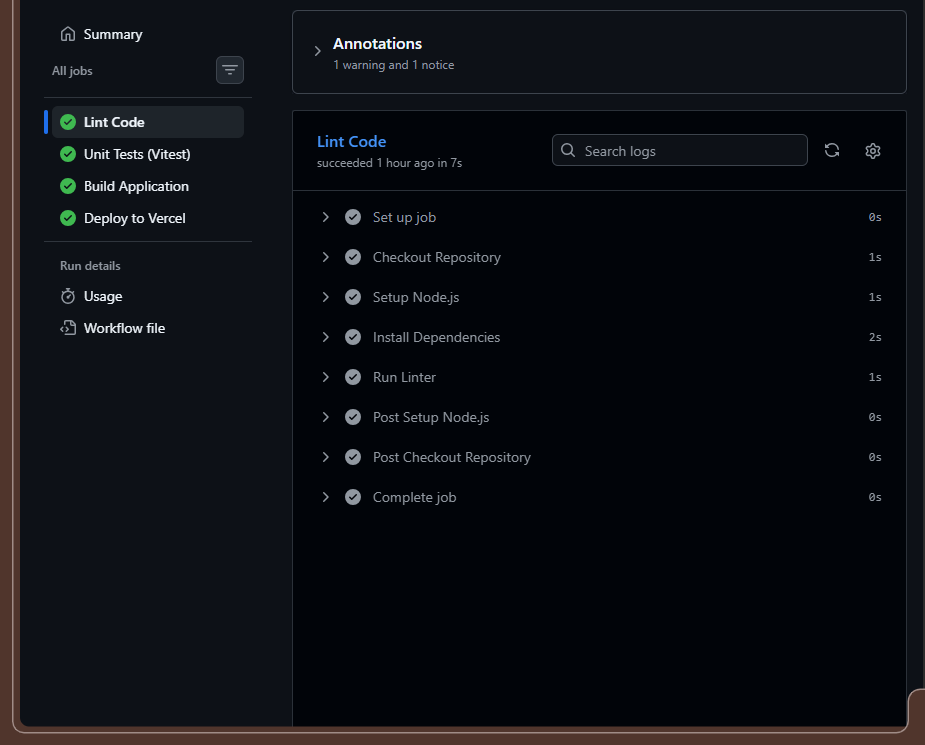 Summary
All jobs
Lint Code
Unit Tests (Vitest)
Build Application
Deploy to Vercel
Run details
Usage
Workflow file
Annotations
1 warning and 1 notice
Lint Code
succeeded 1 hour ago in 7s
Search logs
Set up job 0s
Checkout Repository 1s
Setup Node.js 1s
Install Dependencies 2s
Run Linter 1s
Post Setup Node.js 0s
Post Checkout Repository 0s
Complete job 0s